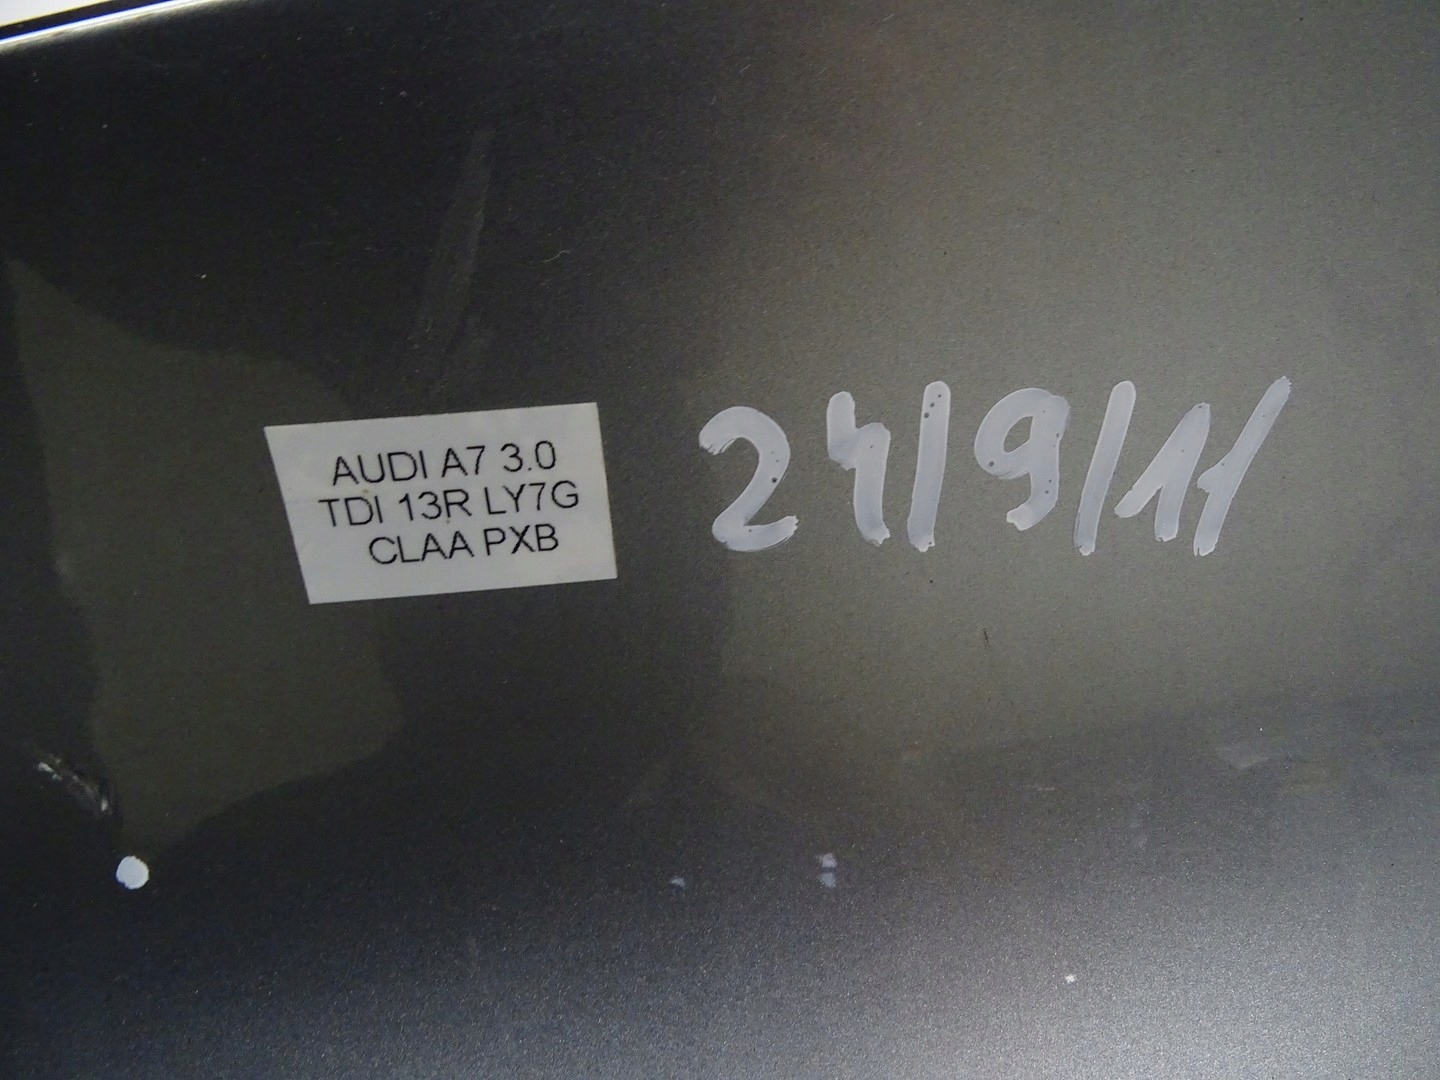 AUDI A7 3.0
TDI 13R LY7G
CLAA PXB
24/9/11